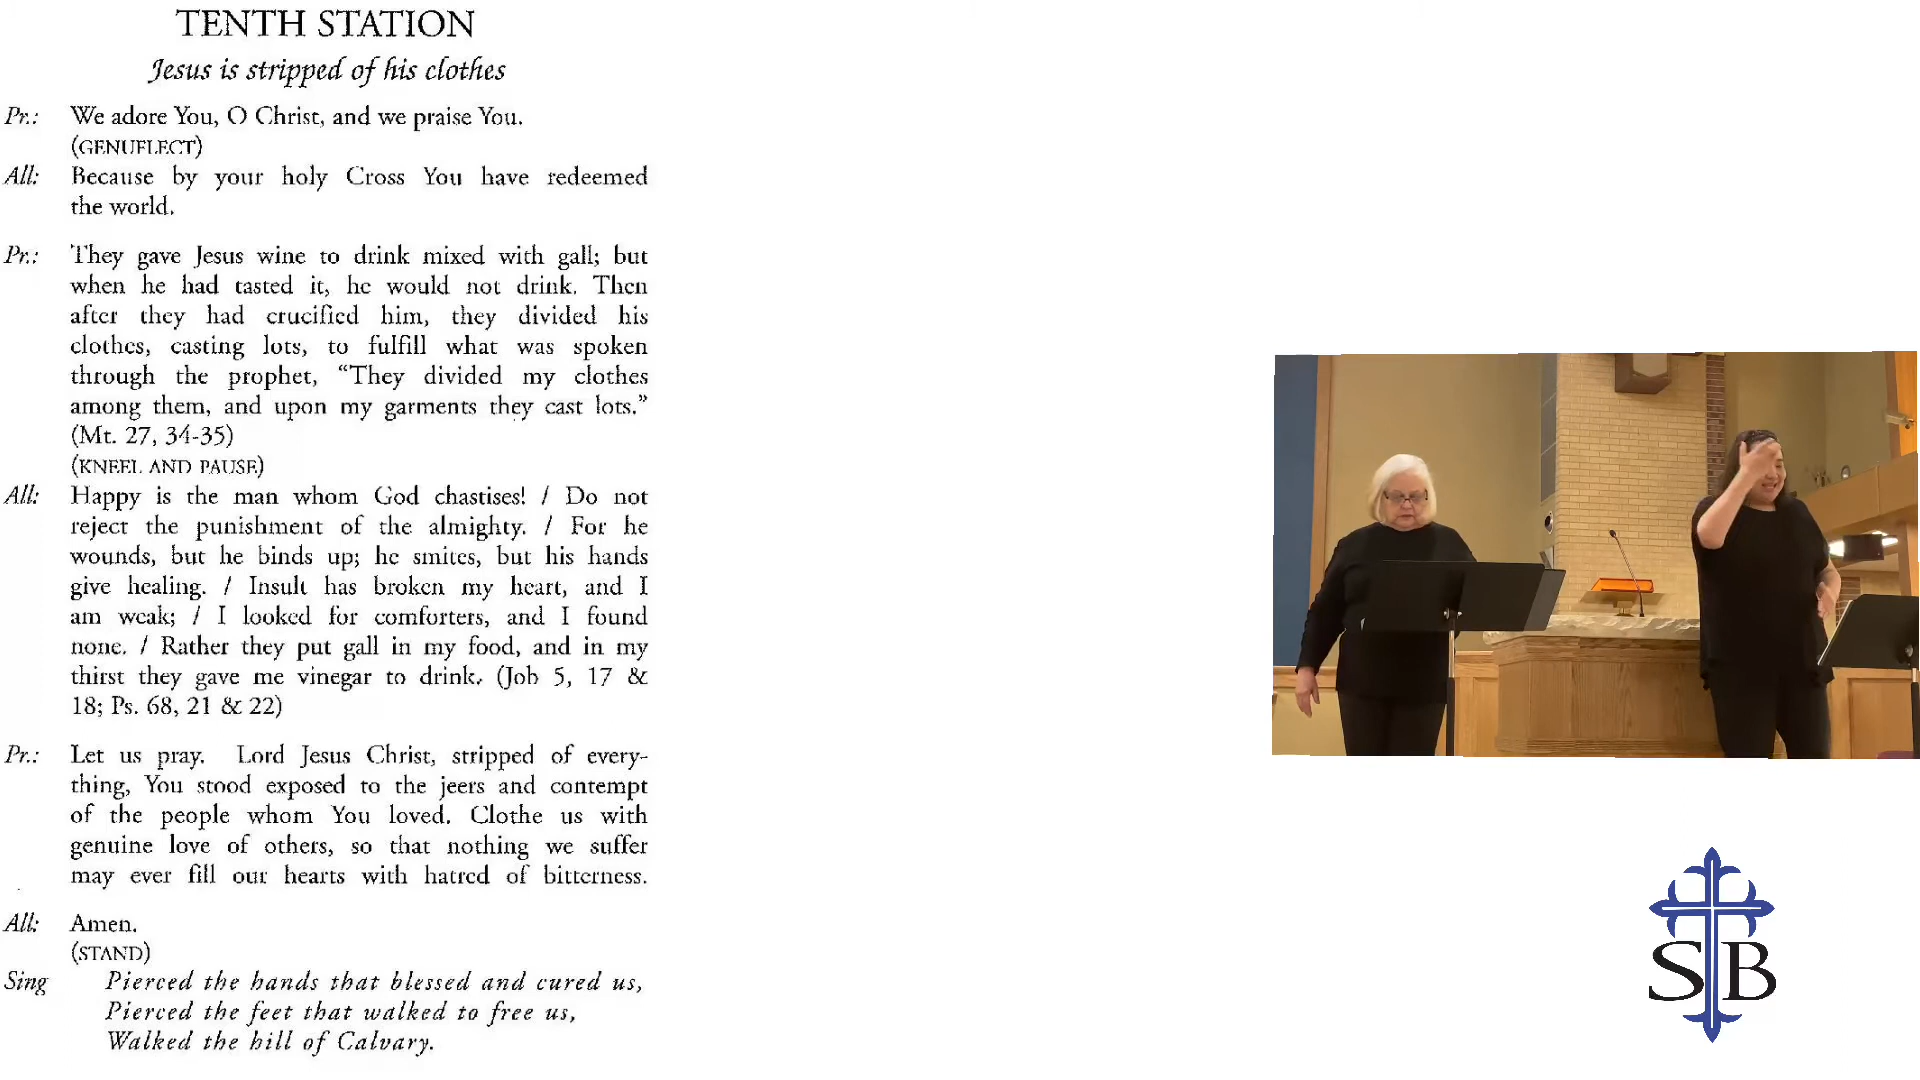 TENTH STATION
Jesus is stripped of his clothes
Pr.: We adore You, O Christ, and we praise You.
(GENUFLECT)
All: Because by your holy Cross You have redeemed
the world.
Pr.: They gave Jesus wine to drink mixed with gall; but
when he had tasted it, he would not drink. Then
after they had crucified him, they divided his
clothes, casting lots, to fulfill what was spoken
through the prophet, “They divided my clothes
among them, and upon my garments they cast lots.”
(Mt. 27, 34-35)
(KNEEL AND PAUSE)
All: Happy is the man whom God chastises! / Do not
reject the punishment of the almighty. / For he
wounds, but he binds up; he smites, but his hands
give healing. / Insult has broken my heart, and I
am weak; / I looked for comforters, and I found
none. / Rather they put gall in my food, and in my
thirst they gave me vinegar to drink. (Job 5, 17 &
18; Ps. 68, 21 & 22)
Pr.: Let us pray. Lord Jesus Christ, stripped of every-
thing, You stood exposed to the jeers and contempt
of the people whom You loved. Clothe us with
genuine love of others, so that nothing we suffer
may ever fill our hearts with hatred of bitterness.
All: Amen.
(STAND)
Sing Pierced the hands that blessed and cured us,
Pierced the feet that walked to free us,
Walked the hill of Calvary.
SB